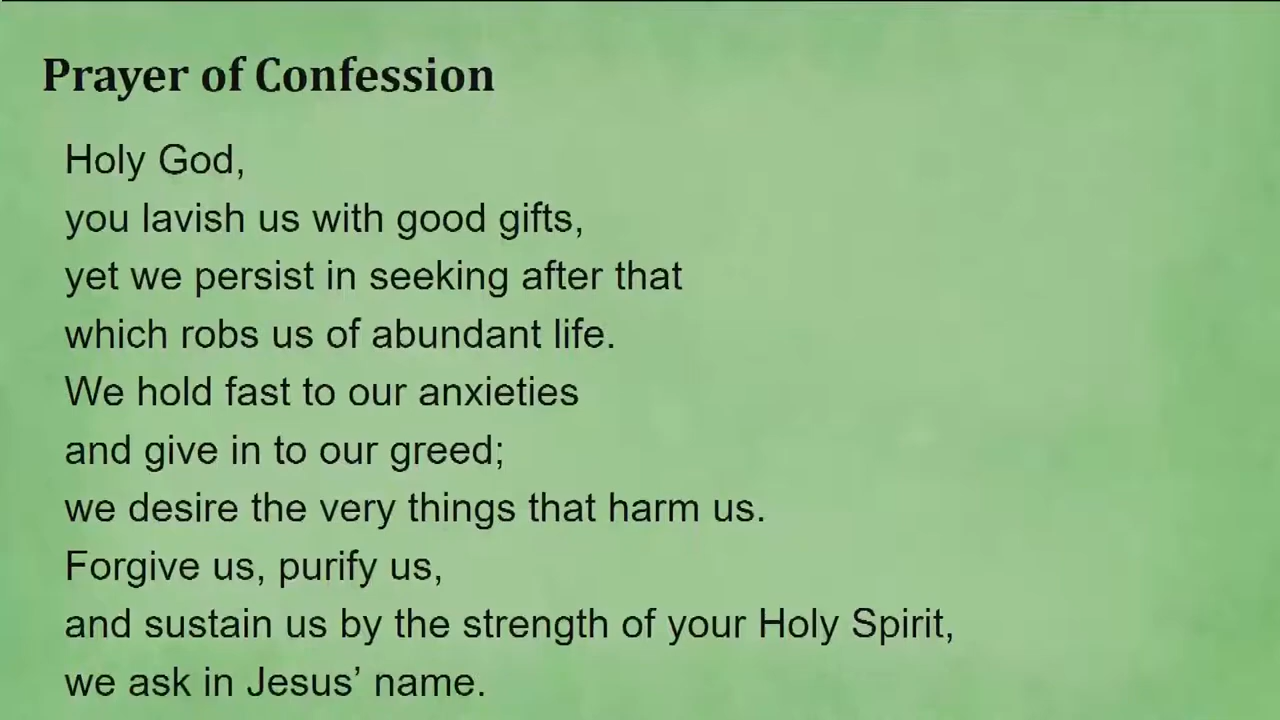 Prayer of Confession
Holy God,
you lavish us with good gifts,
yet we persist in seeking after that
which robs us of abundant life.
We hold fast to our anxieties
and give in to our greed;
we desire the very things that harm us.
Forgive us, purify us,
and sustain us by the strength of your Holy Spirit,
we ask in Jesus’ name.